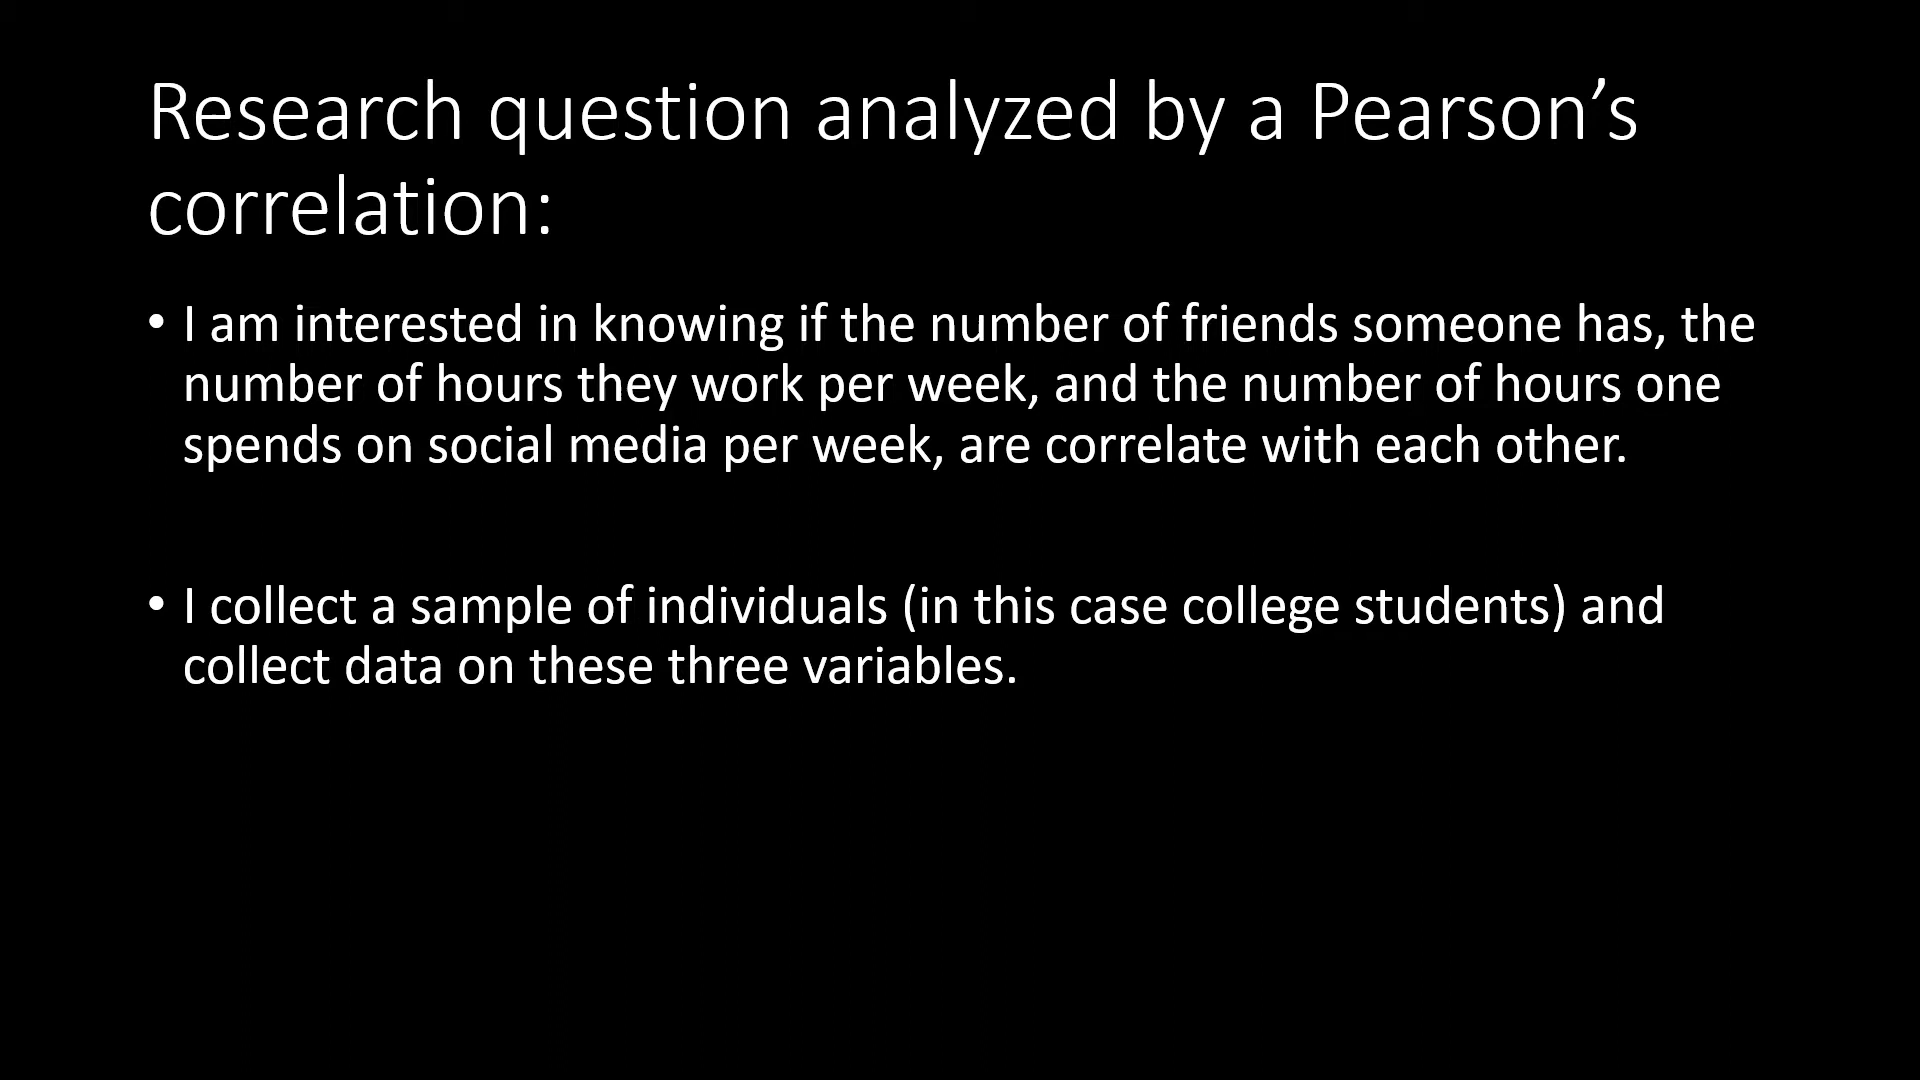 Research question analyzed by a Pearson’s
correlation:
• I am interested in knowing if the number of friends someone has, the
number of hours they work per week, and the number of hours one
spends on social media per week, are correlate with each other.
• I collect a sample of individuals (in this case college students) and
collect data on these three variables.